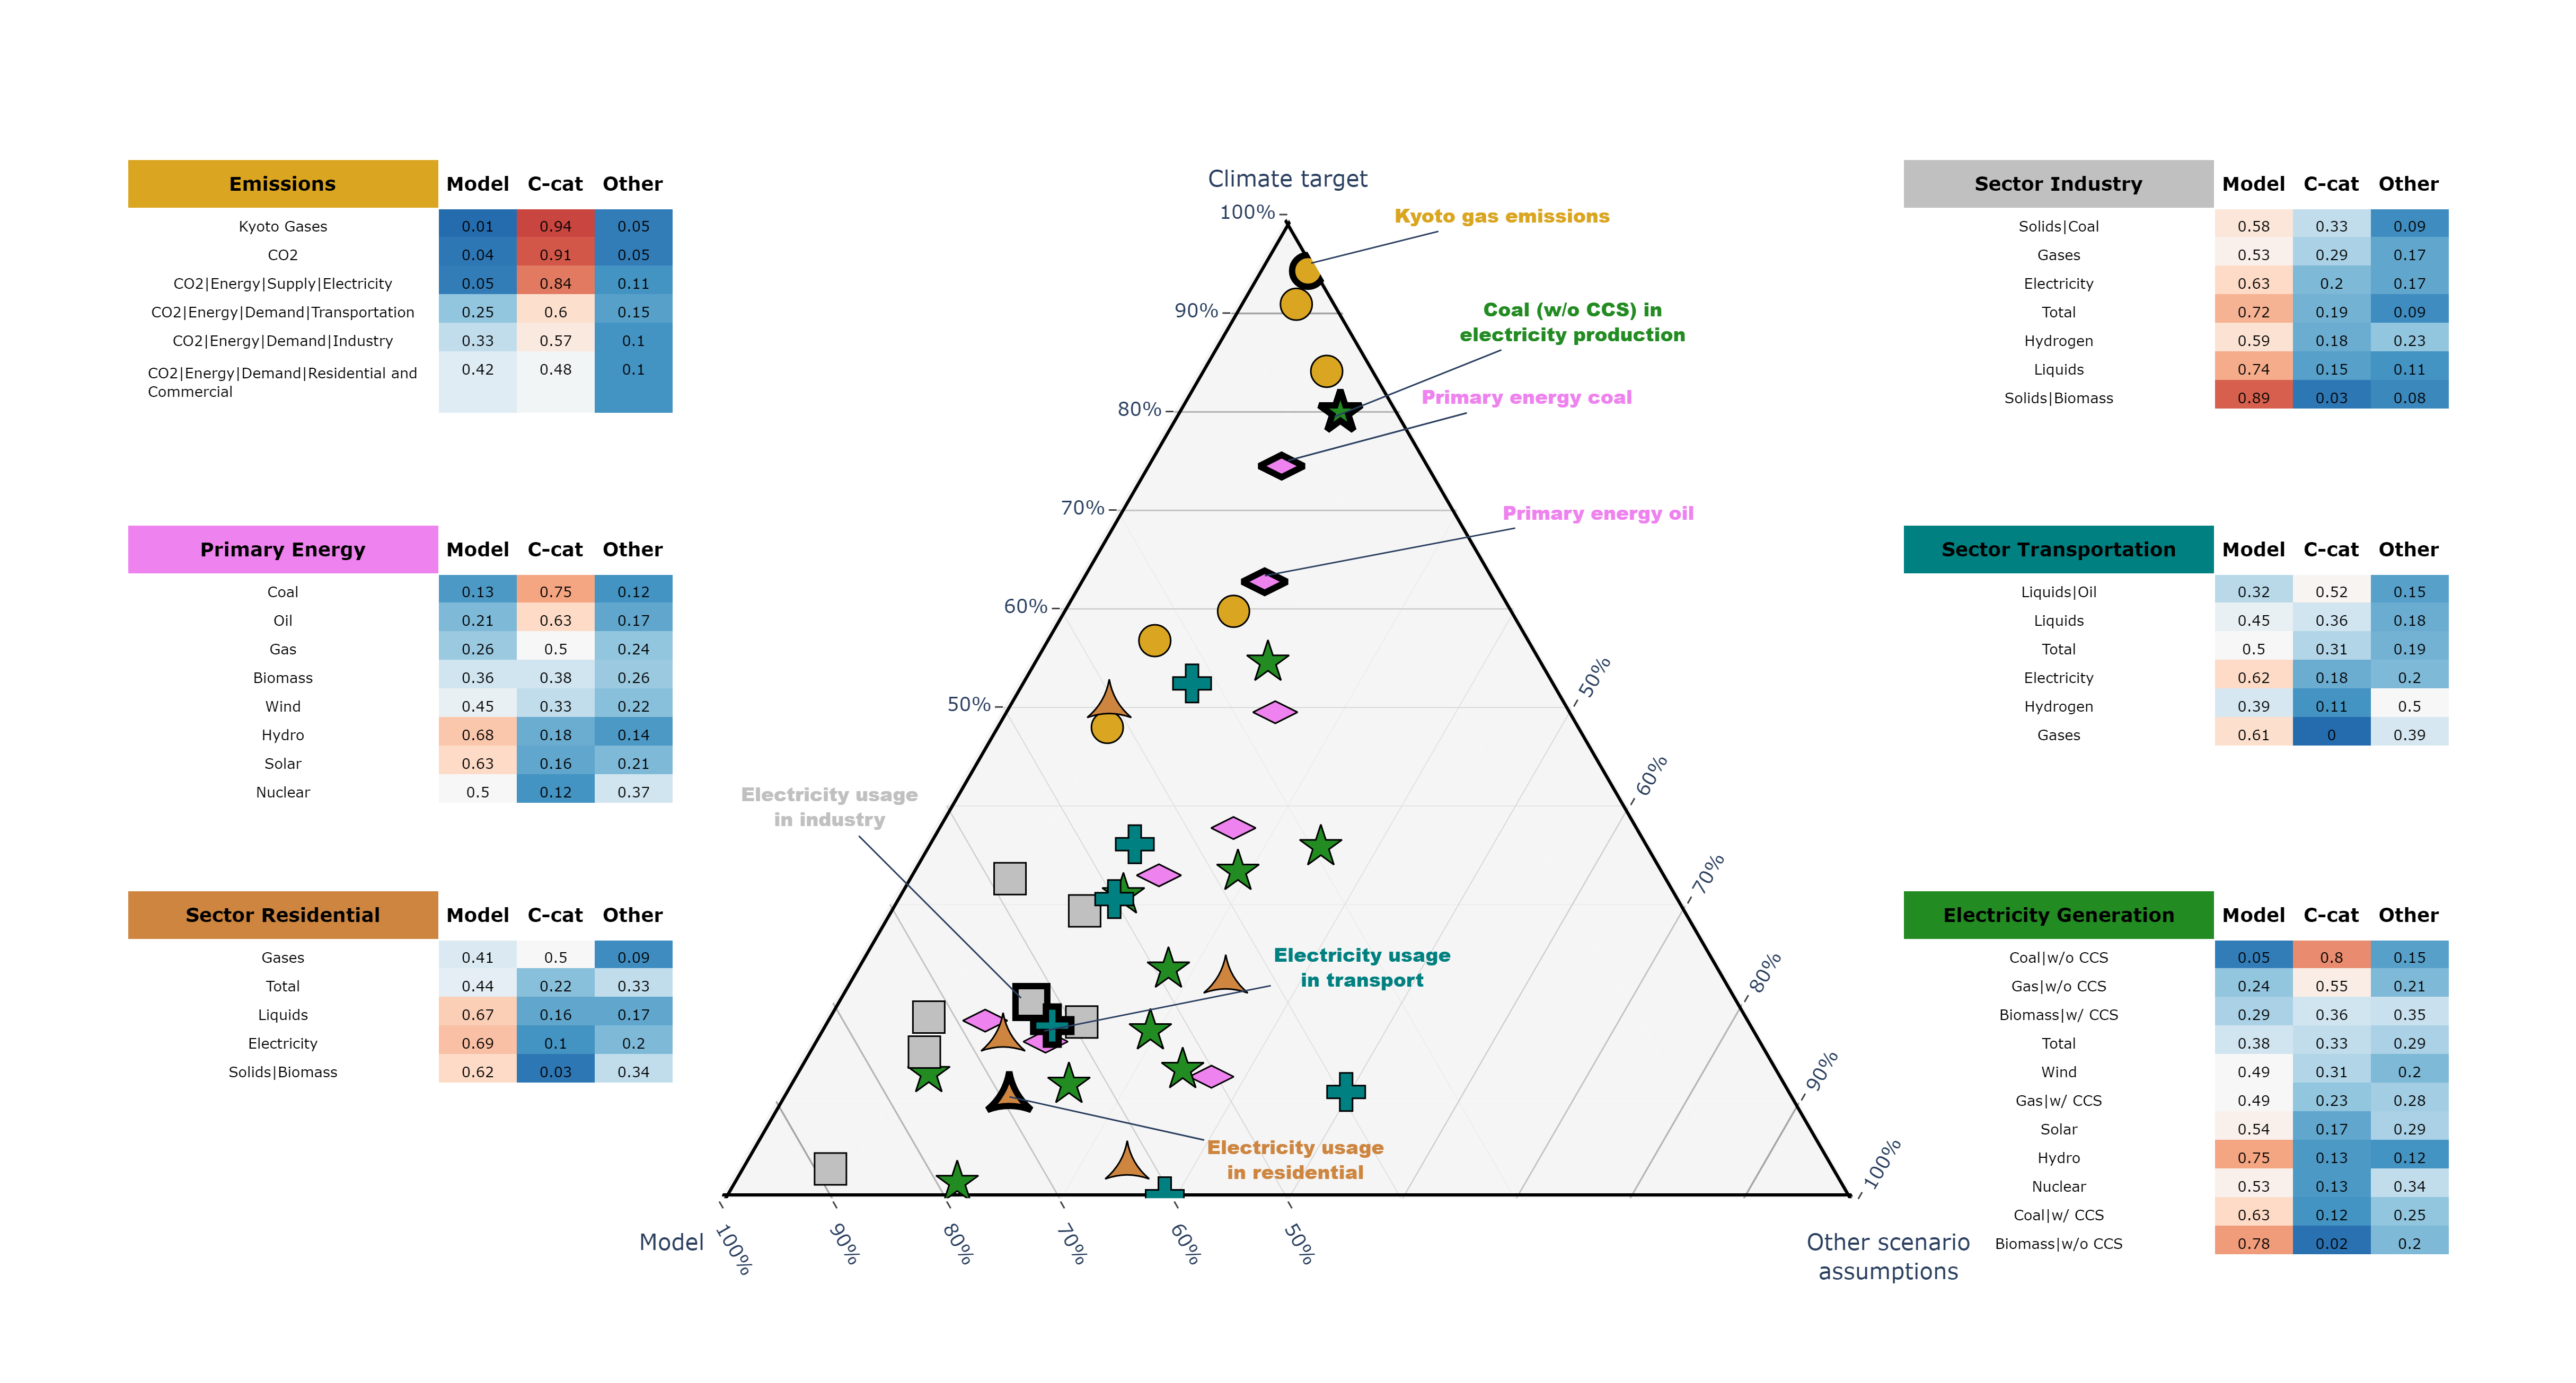 Emissions Model C-cat Other
Kyoto Gases 0.01 0.94 0.05
CO2 0.04 0.91 0.05
CO2|Energy|Supply|Electricity 0.05 0.84 0.11
CO2|Energy|Demand|Transportation 0.25 0.6 0.15
CO2|Energy|Demand|Industry 0.33 0.57 0.1
CO2|Energy|Demand|Residential and 0.42 0.48 0.1
Commercial
Primary Energy Model C-cat Other
Coal 0.13 0.75 0.12
Oil 0.21 0.63 0.17
Gas 0.26 0.5 0.24
Biomass 0.36 0.38 0.26
Wind 0.45 0.33 0.22
Hydro 0.68 0.18 0.14
Solar 0.63 0.16 0.21
Nuclear 0.5 0.12 0.37
Sector Residential Model C-cat Other
Gases 0.41 0.5 0.09
Total 0.44 0.22 0.33
Liquids 0.67 0.16 0.17
Electricity 0.69 0.1 0.2
Solids|Biomass 0.62 0.03 0.34
Climate target
100%
90%
80%
70%
60%
50%
Kyoto gas emissions
Coal (w/o CCS) in
electricity production
Primary energy coal
Primary energy oil
Electricity usage
in industry
Electricity usage
in transport
Electricity usage
in residential
50%
60%
70%
80%
90%
100%
Model
100%
90%
80%
70%
60%
50%
Other scenario
assumptions
Sector Industry Model C-cat Other
Solids|Coal 0.58 0.33 0.09
Gases 0.53 0.29 0.17
Electricity 0.63 0.2 0.17
Total 0.72 0.19 0.09
Hydrogen 0.59 0.18 0.23
Liquids 0.74 0.15 0.11
Solids|Biomass 0.89 0.03 0.08
Sector Transportation Model C-cat Other
Liquids|Oil 0.32 0.52 0.15
Liquids 0.45 0.36 0.18
Total 0.5 0.31 0.19
Electricity 0.62 0.18 0.2
Hydrogen 0.39 0.11 0.5
Gases 0.61 0 0.39
Electricity Generation Model C-cat Other
Coal|w/o CCS 0.05 0.8 0.15
Gas|w/o CCS 0.24 0.55 0.21
Biomass|w/ CCS 0.29 0.36 0.35
Total 0.38 0.33 0.29
Wind 0.49 0.31 0.2
Gas|w/ CCS 0.49 0.23 0.28
Solar 0.54 0.17 0.29
Hydro 0.75 0.13 0.12
Nuclear 0.53 0.13 0.34
Coal|w/ CCS 0.63 0.12 0.25
Biomass|w/o CCS 0.78 0.02 0.2